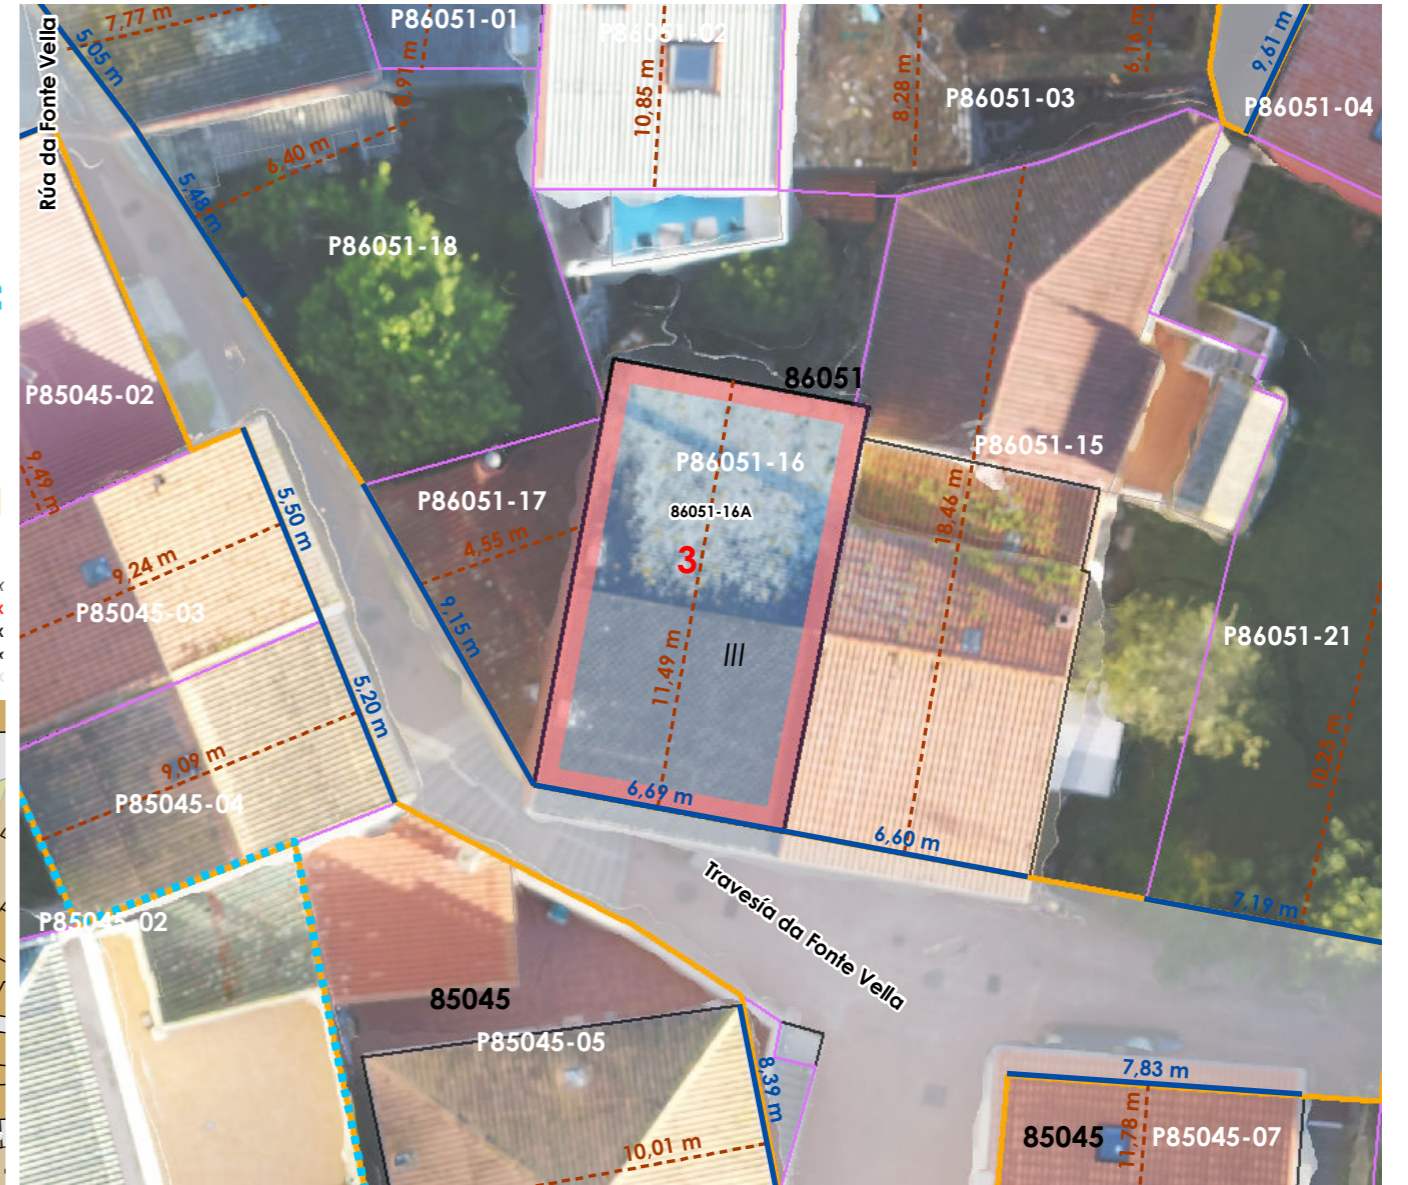 7,77 m
P86051-01
P86051-02
5,05 m
Rúa da Fonte Vella
8,91 m
10,85 m
8,28 m
6,16 m
9,61 m
P86051-03
P86051-04
6,40 m
5,48 m
P86051-18
P85045-02
86051
P86051-15
P86051-16
P86051-17
86051-16A
9,49 m
5,50 m
4,55 m
18,46 m
3
9,24 m
P85045-03
9,15 m
P86051-21
III
11,49 m
5,20 m
9,09 m
10,23 m
P85045-04
6,69 m
6,60 m
Travesía da Fonte Vella
7,19 m
P85045-02
85045
P85045-05
8,39 m
7,83 m
10,01 m
11,78 m
85045
P85045-07